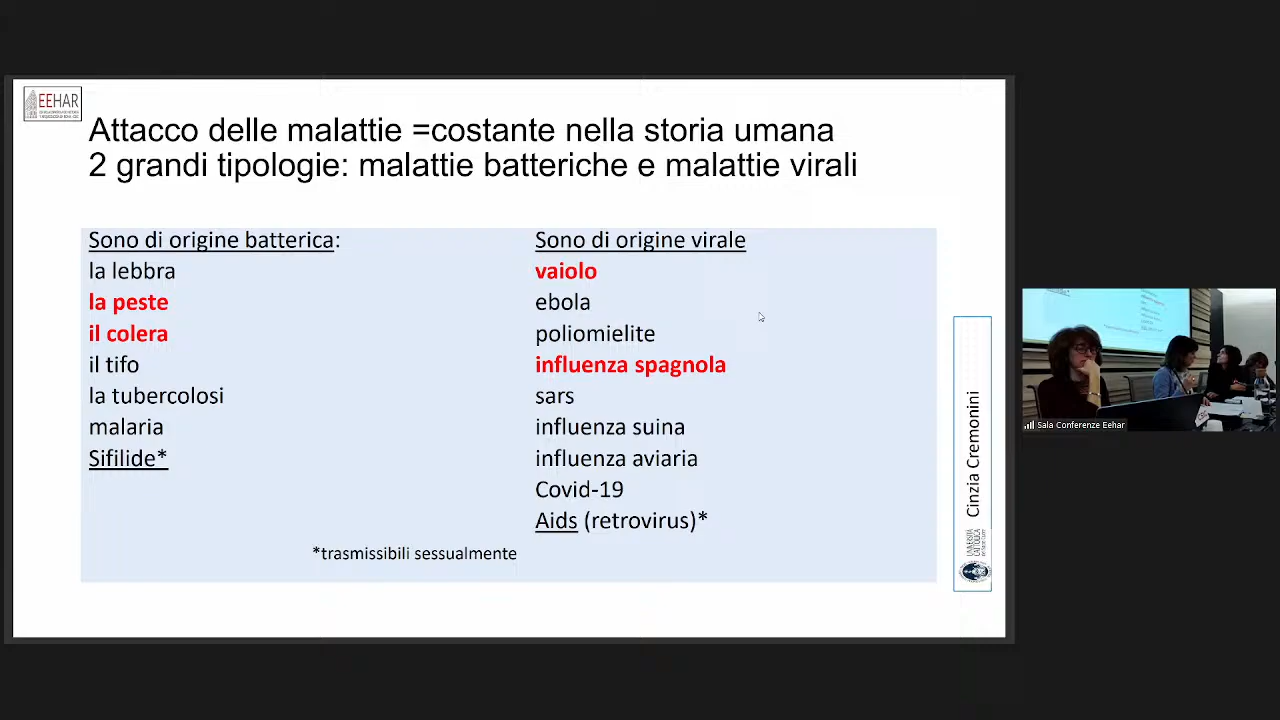 EEHAR
Attacco delle malattie =costante nella storia umana
2 grandi tipologie: malattie batteriche e malattie virali
Sono di origine batterica:
la lebbra
la peste
il colera
il tifo
la tubercolosi
malaria
Sifilide*
Sono di origine virale
vaiolo
ebola
poliomielite
influenza spagnola
sars
influenza suina
influenza aviaria
Covid-19
Aids (retrovirus)*
*trasmissibili sessualmente
Cinzia Cremonini
UNIVERSITÀ
CATTOLICA
Sala Conferenze Eehar